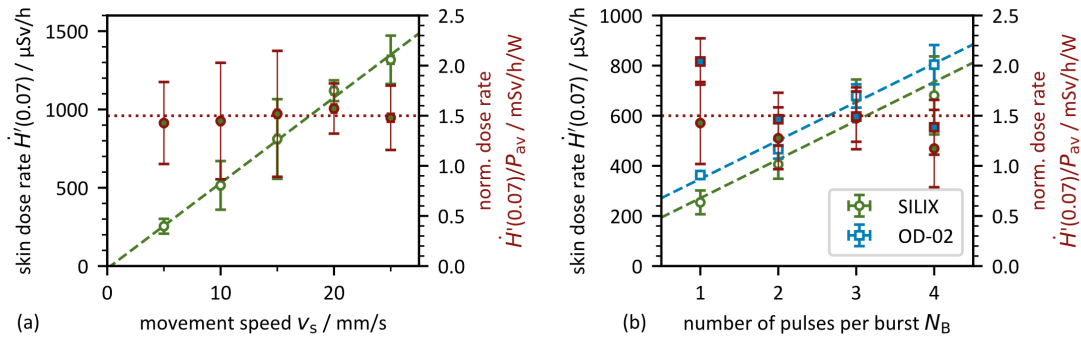 skin dose rate Ḣ'(0.07) / µSv/h
1500
1000
500
0
0
10
20
movement speed vs / mm/s
(a)
2.5
2.0
1.5
1.0
0.5
0.0
norm. dose rate
Ḣ'(0.07)/Pav / mSv/h/W
skin dose rate Ḣ'(0.07) / µSv/h
1000
800
600
400
200
0
1
2
3
4
number of pulses per burst NB
(b)
SILIX
OD-02
2.5
2.0
1.5
1.0
0.5
0.0
norm. dose rate
Ḣ'(0.07)/Pav / mSv/h/W